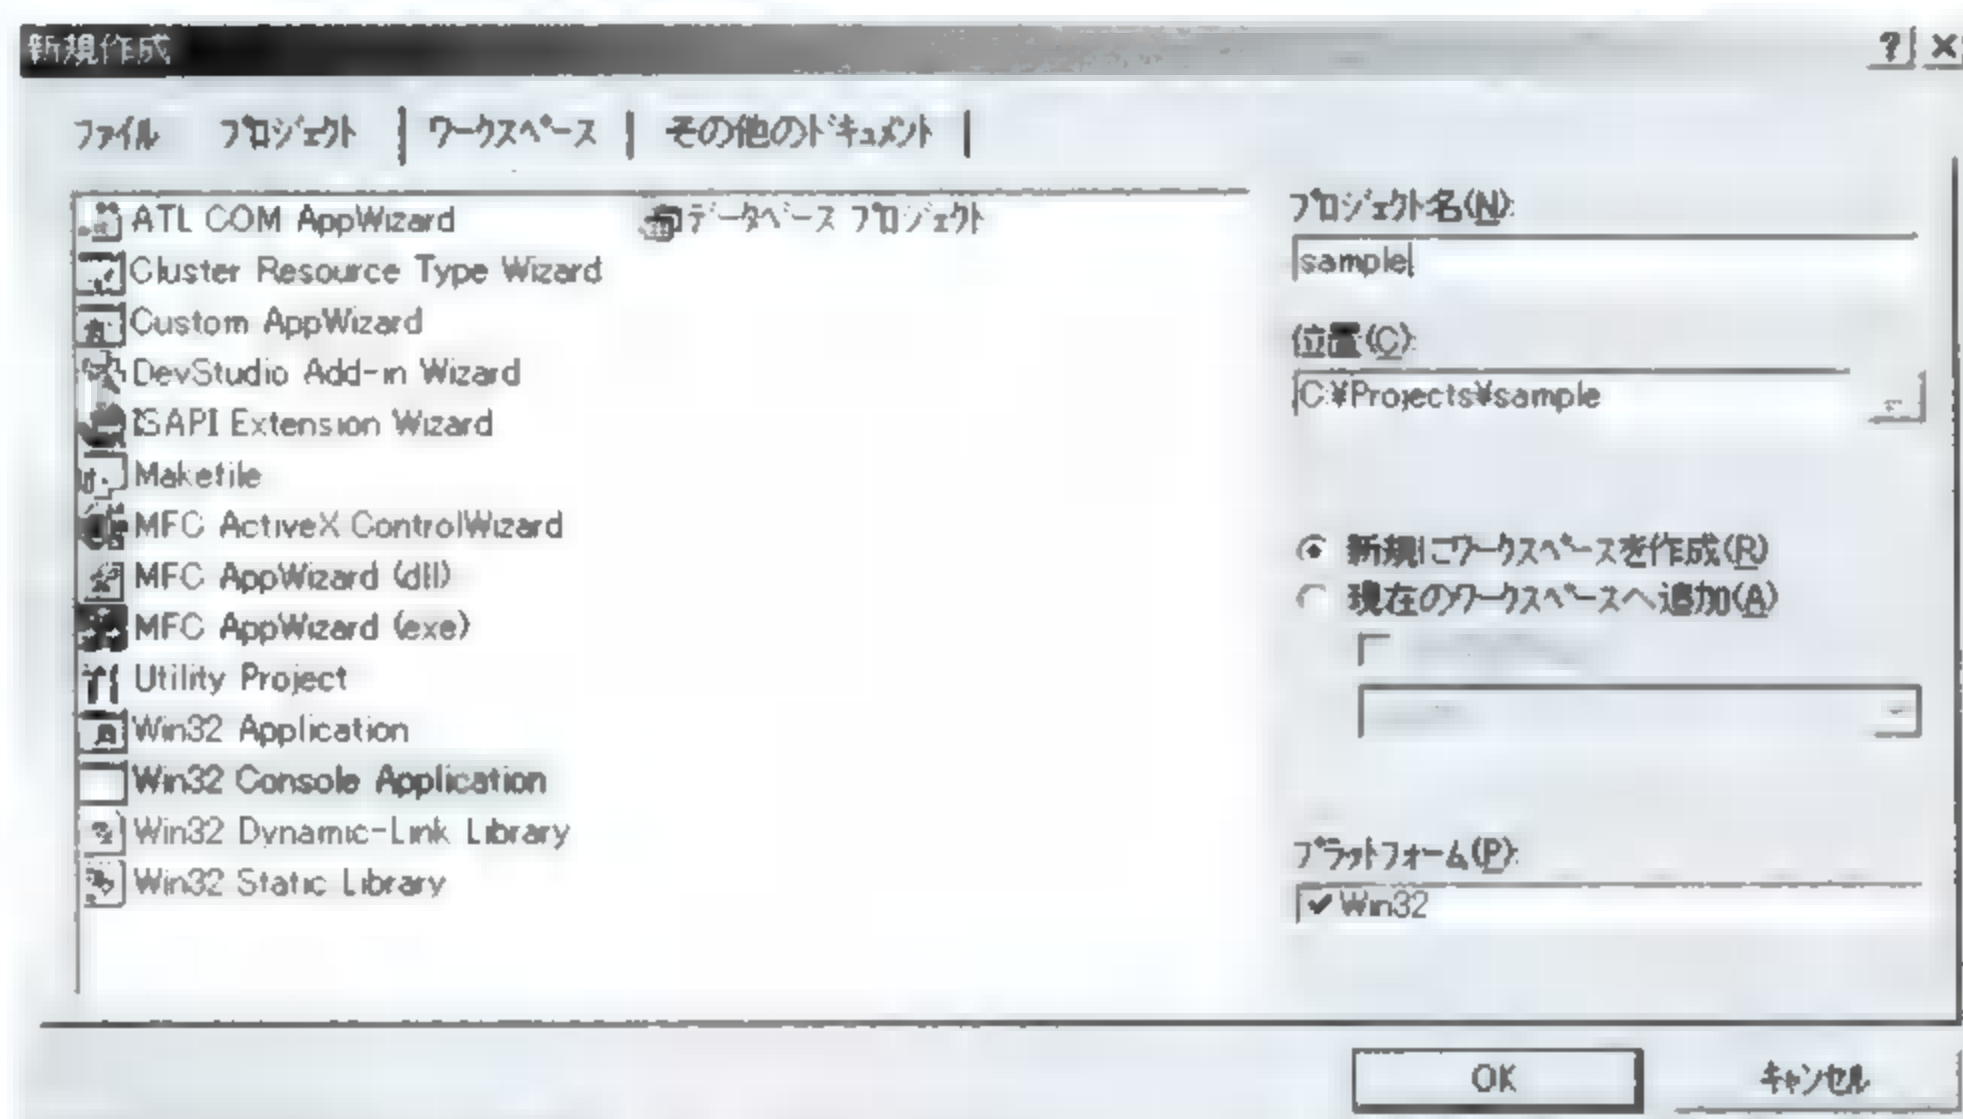 新規作成
ファイル プロジェクト ワークスペース その他のドキュメント
ATL COM AppWizard
Cluster Resource Type Wizard
Custom AppWizard
DevStudio Add-in Wizard
ISAPI Extension Wizard
Makefile
MFC ActiveX ControlWizard
MFC AppWizard (dll)
MFC AppWizard (exe)
Utility Project
Win32 Application
Win32 Console Application
Win32 Dynamic-Link Library
Win32 Static Library
データベース プロジェクト
プロジェクト名(N):
sample
位置(C):
C:¥Projects¥sample
新規にワークスペースを作成(R)
現在のワークスペースへ追加(A)
プラットフォーム(P):
Win32
OK キャンセル